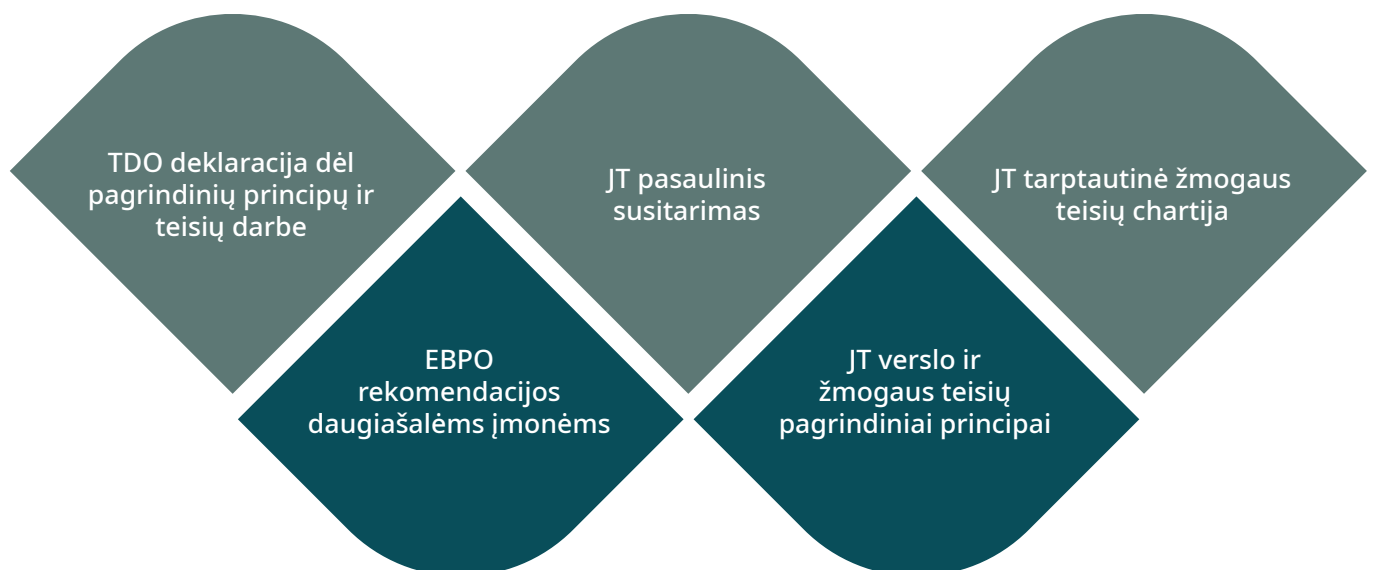 TDO deklaracija dėl
pagrindinių principų ir
teisių darbe
JT pasaulinis
susitarimas
JT tarptautinė žmogaus
teisių chartija
EBPO
rekomendacijos
daugiašalėms įmonėms
JT verslo ir
žmogaus teisių
pagrindiniai principai